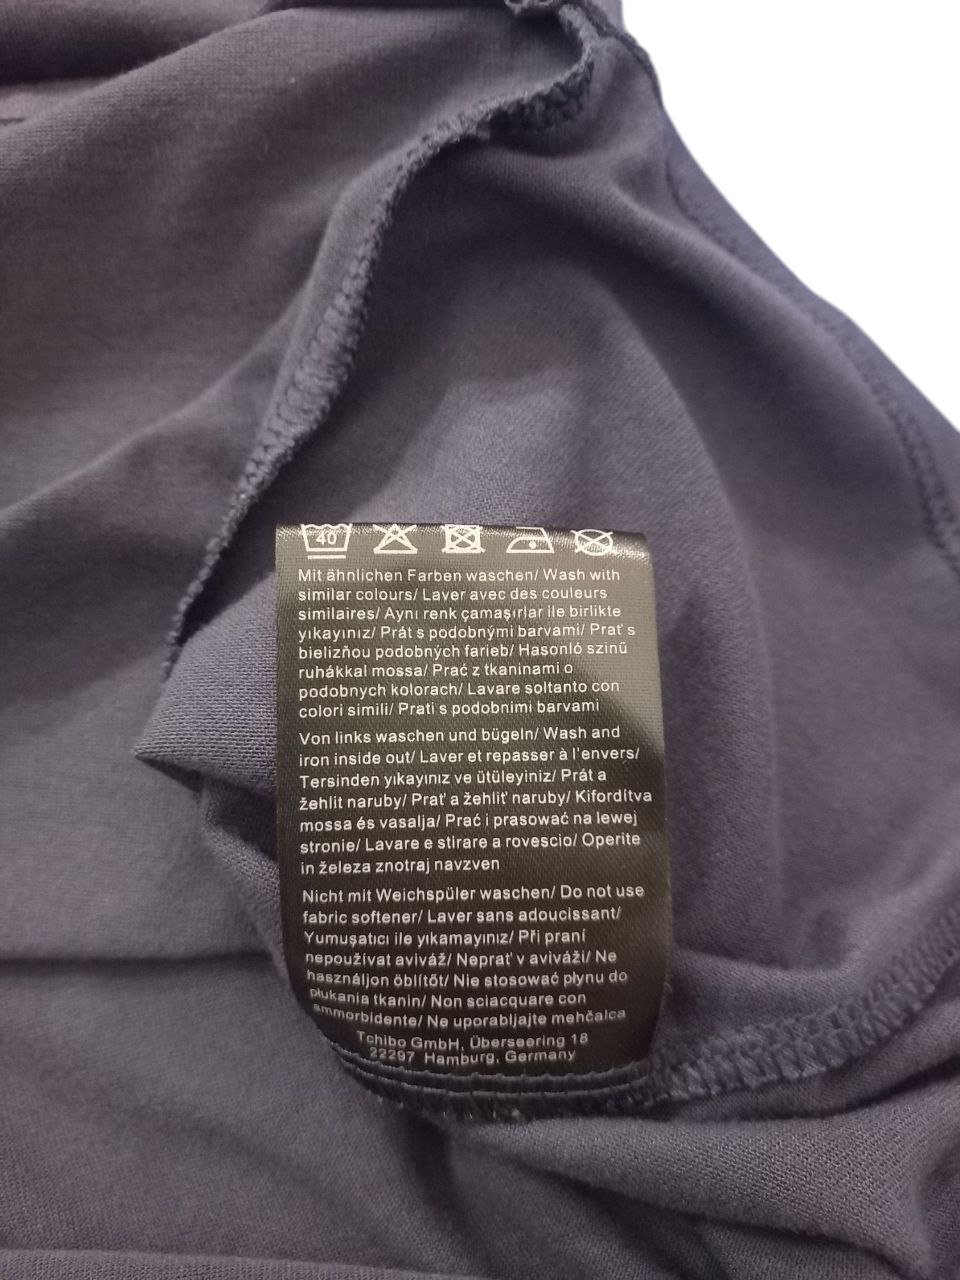 40
Mit ähnlichen Farben waschen/ Wash with
similar colours/ Laver avec des couleurs
similaires/ Aynı renk çamaşırlar ile birlikte
yıkayınız/ Prát s podobnými barvami/ Prať s
bielizňou podobných farieb/ Hasonló szinű
ruhákkal mossa/ Prać z tkaninami o
podobnych kolorach/ Lavare soltanto con
colori simili/ Prati s podobnimi barvami
Von links waschen und bügeln/ Wash and
iron inside out/ Laver et repasser à l'envers/
Tersinden yıkayınız ve ütüleyiniz/ Prát a
žehlit naruby/ Prať a žehliť naruby/ Kifordítva
mossa és vasalja/ Prać i prasować na lewej
stronie/ Lavare e stirare a rovescio/ Operite
in železa znotraj navzven
Nicht mit Weichspüler waschen/ Do not use
fabric softener/ Laver sans adoucissant/
Yumuşatıcı ile yıkamayınız/ Při praní
nepoužívat aviváž/ Neprať v aviváži/ Ne
használjon öblítőt/ Nie stosować płynu do
płukania tkanin/ Non sciacquare con
ammorbidente/ Ne uporabljajte mehčalca
Tchibo GmbH, Überseering 18
22297 Hamburg, Germany